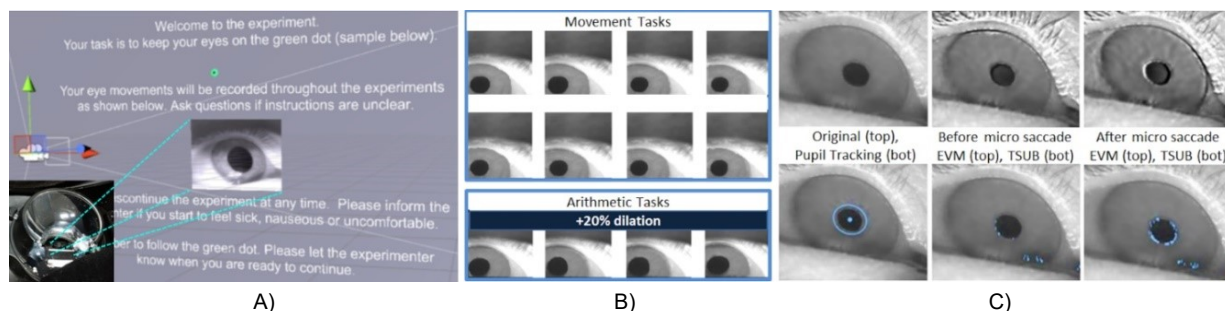 Welcome to the experiment.
Your task is to keep your eyes on the green dot (sample below).
Your eye movements will be recorded throughout the experiments
as shown below. Ask questions if instructions are unclear.
discontinue the experiment at any time. Please inform the
if you start to feel sick, nauseous or uncomfortable.
to follow the green dot. Please let the experimenter
know when you are ready to continue.
A)
Movement Tasks
Arithmetic Tasks
+20% dilation
B)
Original (top),
Pupil Tracking (bot)
Before micro saccade
EVM (top), TSUB (bot)
After micro saccade
EVM (top), TSUB (bot)
C)